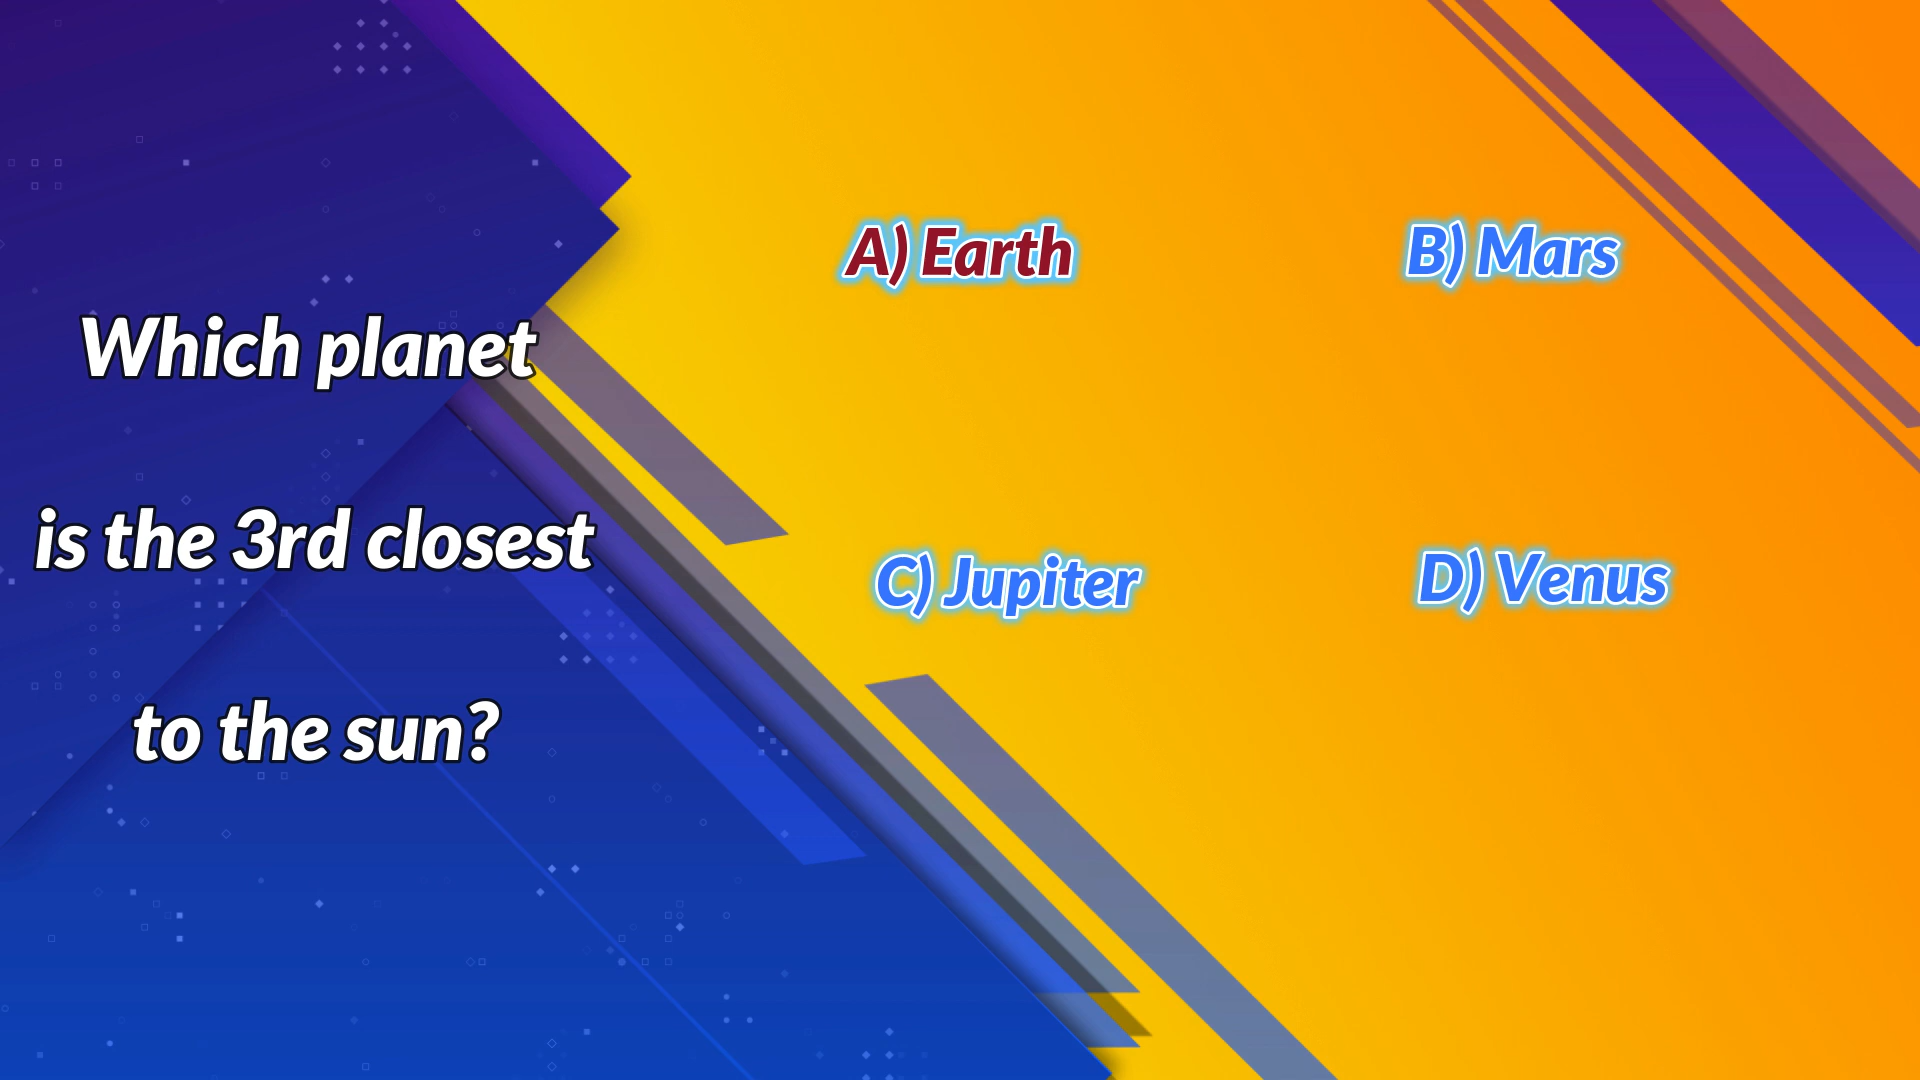 Which planet
is the 3rd closest
to the sun?
A) Earth
B) Mars
C) Jupiter
D) Venus